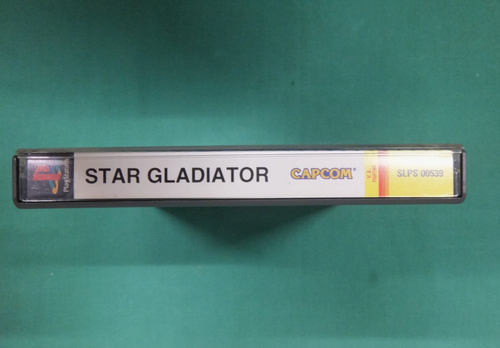 PlayStation
STAR GLADIATOR
CAPCOM
SLPS 00539